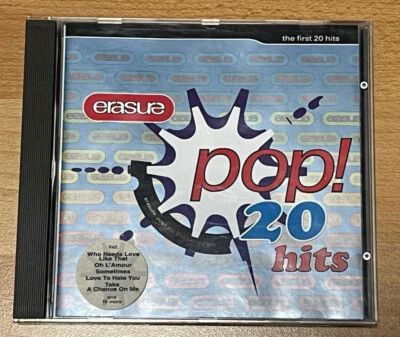 the first 20 hits
erasure
pop!
20
hits
incl.
Who Needs Love
Like That
Oh L'Amour
Sometimes
Love To Hate You
Take
A Chance On Me
and
15 more